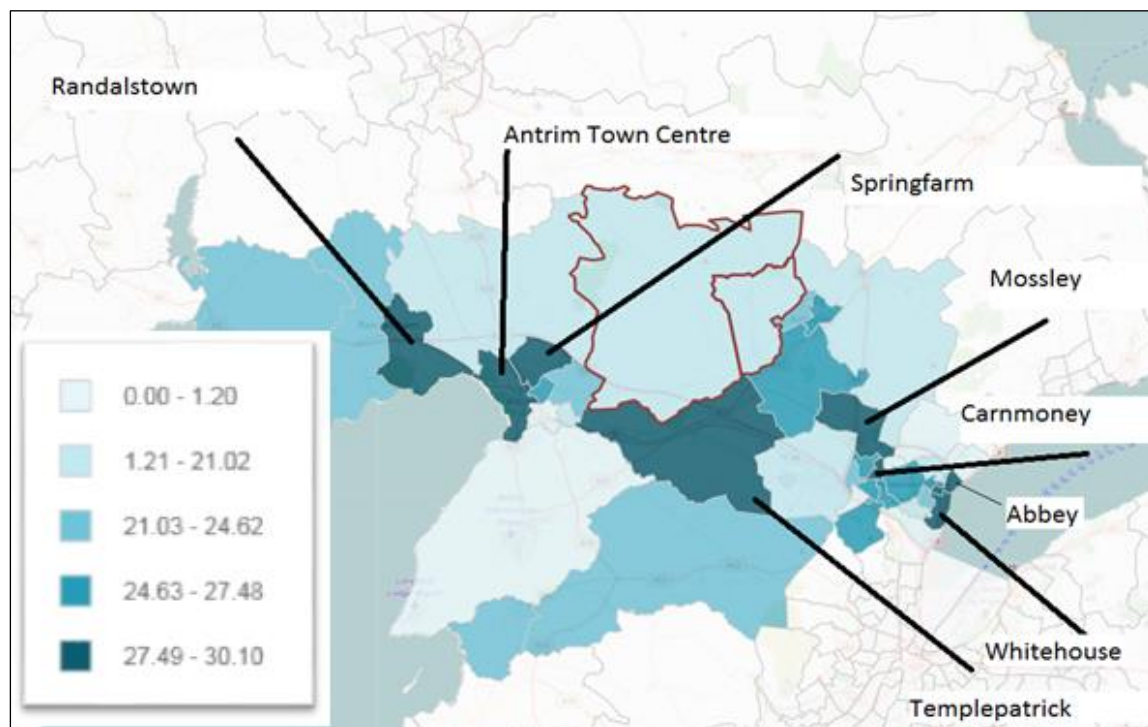 Randalstown
Antrim Town Centre
Springfarm
Mossley
Carnmoney
Abbey
Whitehouse
Templepatrick
0.00 - 1.20
1.21 - 21.02
21.03 - 24.62
24.63 - 27.48
27.49 - 30.10